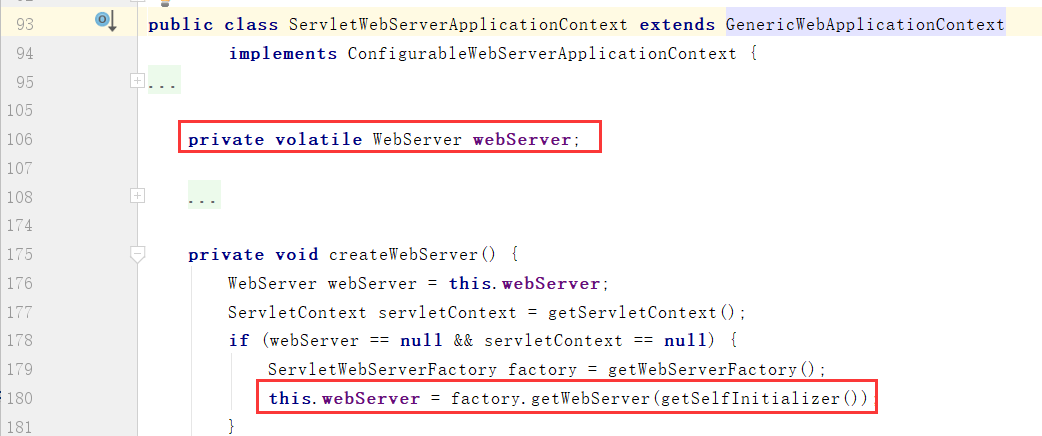 93 public class ServletWebServerApplicationContext extends GenericWebApplicationContext
94 implements ConfigurableWebServerApplicationContext {
95 ...
105
106 private volatile WebServer webServer;
107
108 ...
174
175 private void createWebServer() {
176 WebServer webServer = this.webServer;
177 ServletContext servletContext = getServletContext();
178 if (webServer == null && servletContext == null) {
179 ServletWebServerFactory factory = getWebServerFactory();
180 this.webServer = factory.getWebServer(getSelfInitializer())
181 }